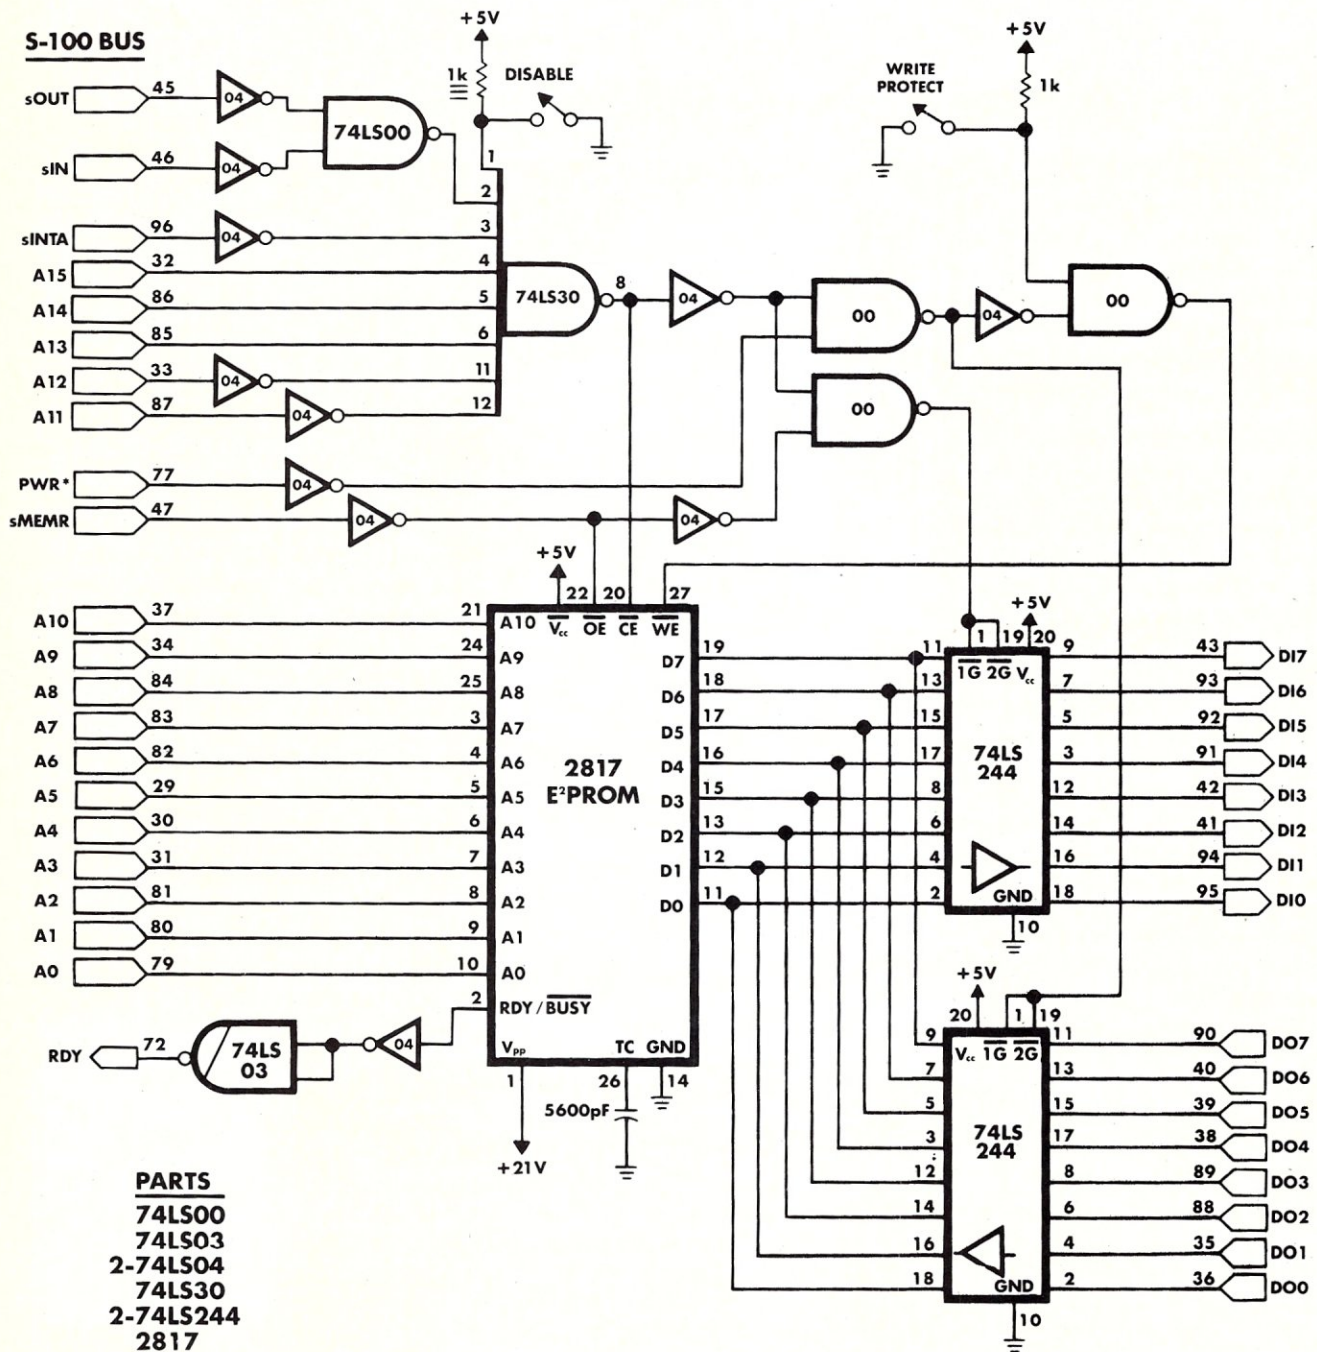 S-100 BUS
+5V
+5V
1k
DISABLE
WRITE
PROTECT
1k
sOUT 45 04
74LS00
sIN 46 04
1
2
sINTA 96 04 3
A15 32 4
A14 86 5
A13 85 6
A12 33 04 11
A11 87 04 12
74LS30 8 04
00
04
00
00
PWR* 77 04
sMEMR 47 04
04
+5V
22 20 27
A10 37 21 A10
V̅c̅c̅ O̅E̅ C̅E̅ W̅E̅
A9 34 24 A9
A8 84 25 A8
A7 83 3 A7
A6 82 4 A6
A5 29 5 A5
A4 30 6 A4
A3 31 7 A3
A2 81 8 A2
A1 80 9 A1
A0 79 10 A0
2 RDY/B̅U̅S̅Y̅
2817
E²PROM
D7 19 11
D6 18 13
D5 17 15
D4 16 17
D3 15 8
D2 13 6
D1 12 4
D0 11 2
+5V
1 19 20
1̅G̅ 2̅G̅ Vcc
74LS
244
GND
10
9 43 DI7
7 93 DI6
5 92 DI5
3 91 DI4
12 42 DI3
14 41 DI2
16 94 DI1
18 95 DI0
RDY 72
74LS
03
04
Vpp TC GND
1 26 14
5600pF
+21V
+5V
20 1 19
Vcc 1̅G̅ 2̅G̅
74LS
244
GND
10
9 11 90 DO7
7 13 40 DO6
5 15 39 DO5
3 17 38 DO4
12 8 89 DO3
14 6 88 DO2
16 4 35 DO1
18 2 36 DO0
PARTS
74LS00
74LS03
2-74LS04
74LS30
2-74LS244
2817